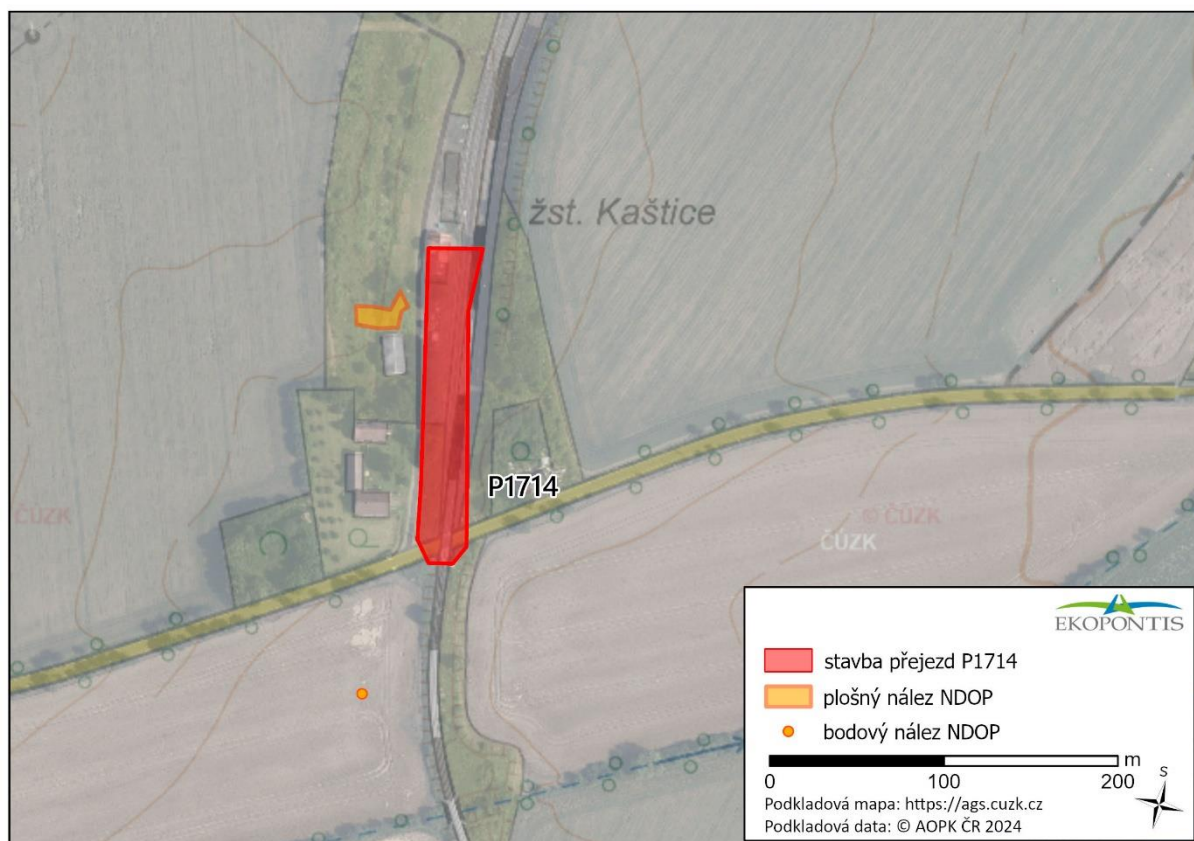 žst. Kaštice
P1714
ČÚZK
© ČÚZK
ČÚZK
EKOPONTIS
stavba přejezd P1714
plošný nález NDOP
bodový nález NDOP
0 100 200 m
S
Podkladová mapa: https://ags.cuzk.cz
Podkladová data: © AOPK ČR 2024